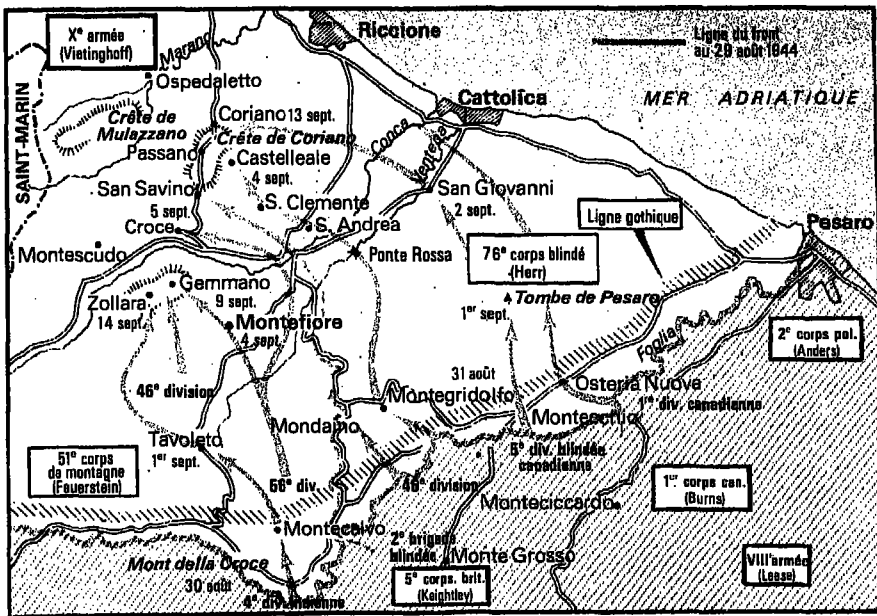 Xᵉ armée
(Vietinghoff)
Riccione
Ligne du front
au 29 août 1944
Marano
Ospedaletto
MER ADRIATIQUE
SAINT-MARIN
Crête de
Mulazzano
Coriano 13 sept.
Crête de Coriano
Cattolica
Conca
Ventena
Passano
Castelleale
4 sept.
San Savino
5 sept.
S. Clemente
San Giovanni
2 sept.
Ligne gothique
Pesaro
Croce
S. Andrea
Montescudo
Ponte Rossa
76ᵉ corps blindé
(Herr)
Gemmano
9 sept.
Zollara
14 sept.
Tombe de Pesaro
1ᵉʳ sept.
Montefiore
4 sept.
Foglia
2ᵉ corps pol.
(Anders)
46ᵉ division
31 août
Montegridolfo
Osteria Nuova
Montecchio
1ʳᵉ div. canadienne
Mondaino
Tavoleto
1ᵉʳ sept.
5ᵉ div. blindée
canadienne
51ᵉ corps
de montagne
(Feuerstein)
56ᵉ div.
46ᵉ division
1ᵉʳ corps can.
(Burns)
Monteciccardo
Montecalvo
2ᵉ brigade
blindée
Mont della Croce
30 août
Monte Grosso
VIIIᵉ armée
(Leese)
4ᵉ div. indienne
5ᵉ corps. brit.
(Keightley)